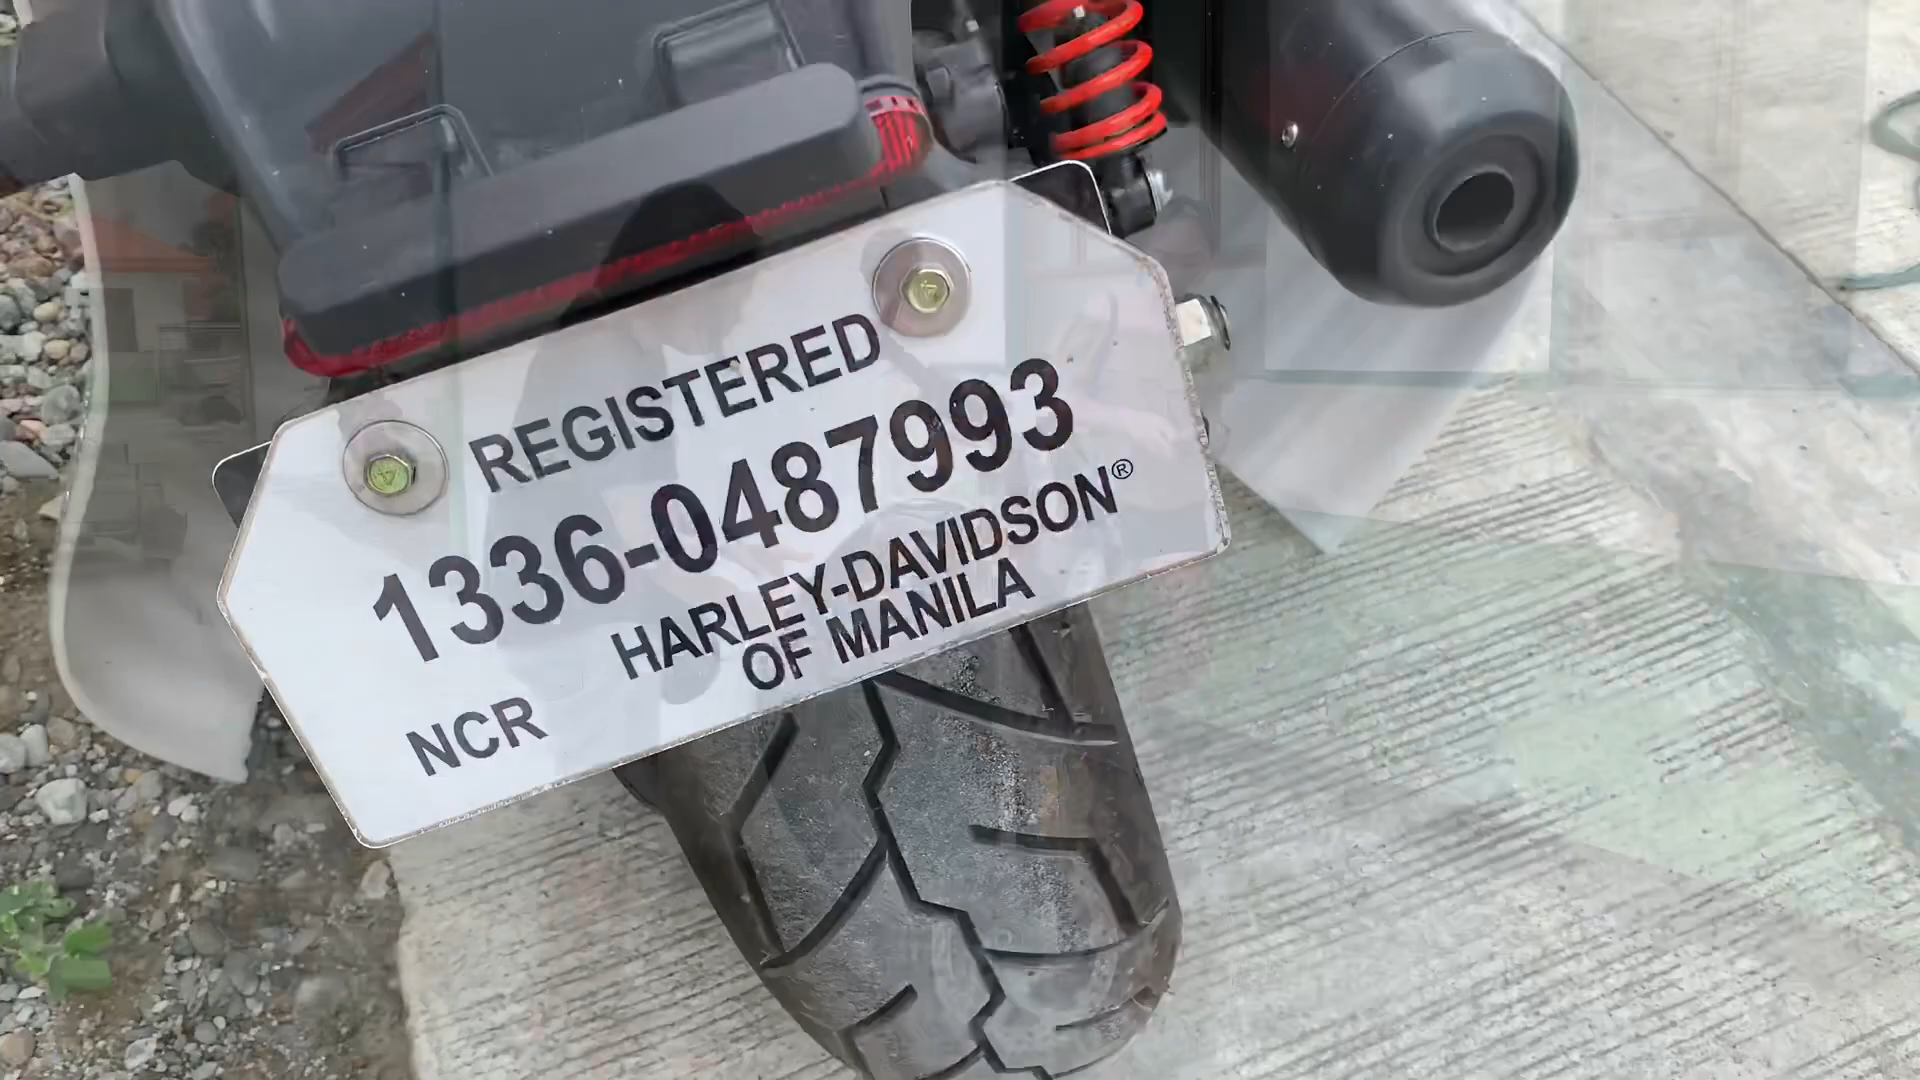 REGISTERED
1336-0487993
HARLEY-DAVIDSON®
OF MANILA
NCR